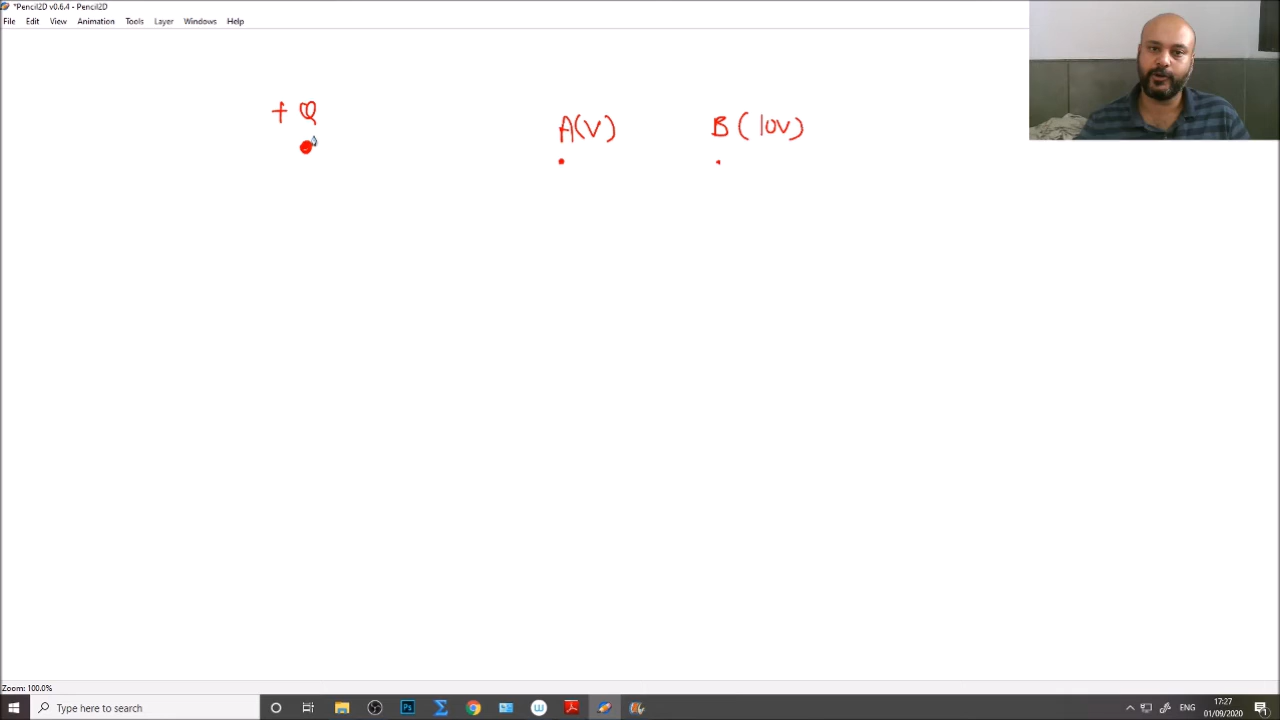 *Pencil2D v0.6.4 - Pencil2D
File Edit View Animation Tools Layer Windows Help
+ Q
A(V) B(10V)
Zoom: 100.0%
Type here to search
Ps
W
ENG
17:27
01/09/2020